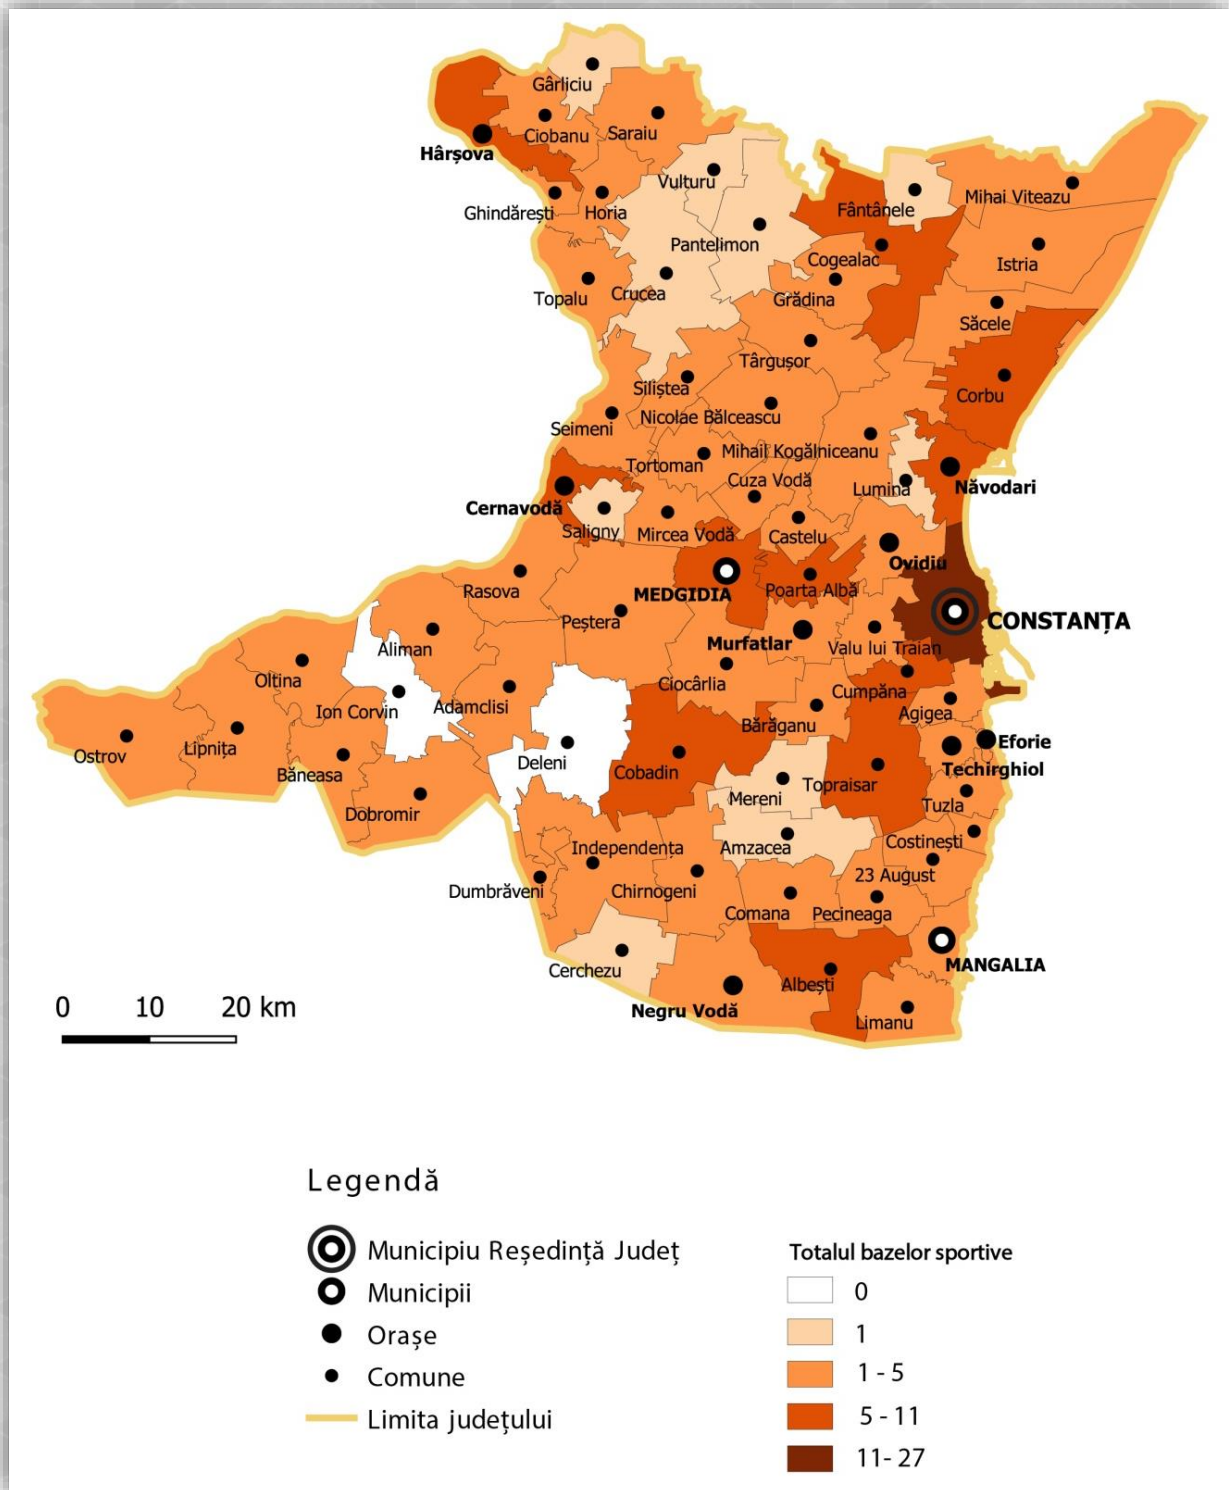 Gârliciu
Ciobanu
Saraiu
Hârșova
Vulturu
Mihai Viteazu
Ghindărești
Horia
Fântânele
Pantelimon
Cogealac
Istria
Topalu
Crucea
Grădina
Săcele
Târgușor
Siliștea
Corbu
Nicolae Bălceascu
Seimeni
Mihail Kogălniceanu
Tortoman
Cuza Vodă
Lumina
Năvodari
Cernavodă
Saligny
Mircea Vodă
Castelu
Ovidiu
Rasova
MEDGIDIA
Poarta Albă
Peștera
CONSTANȚA
Murfatlar
Valu lui Traian
Aliman
Oltina
Ciocârlia
Cumpăna
Ion Corvin
Adamclisi
Agigea
Bărăganu
Ostrov
Lipnița
Eforie
Deleni
Techirghiol
Băneasa
Cobadin
Topraisar
Mereni
Tuzla
Dobromir
Costinești
Independența
Amzacea
23 August
Dumbrăveni
Chirnogeni
Comana
Pecineaga
Cerchezu
MANGALIA
Albești
Negru Vodă
Limanu
0 10 20 km
Legendă
Municipiu Reședință Județ
Municipii
Orașe
Comune
Limita județului
Totalul bazelor sportive
0
1
1 - 5
5 - 11
11- 27